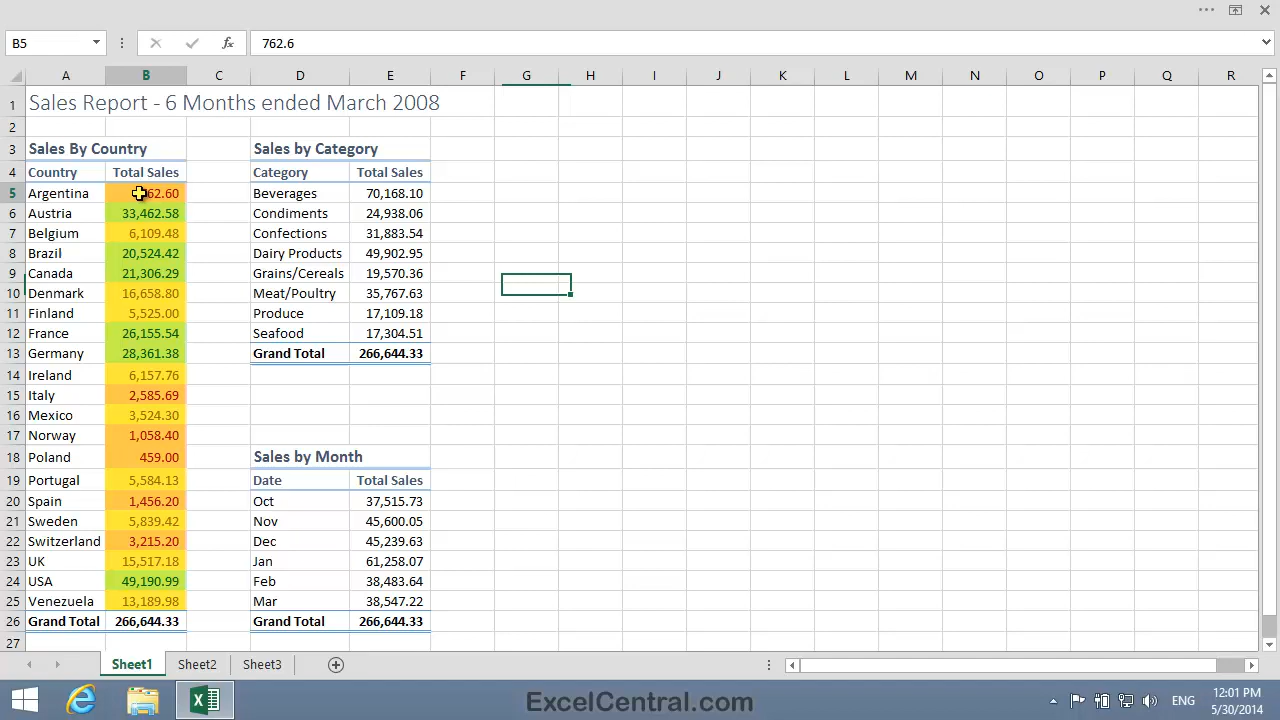 B5 762.6
A B C D E F G H I J K L M N O P Q R
1 Sales Report - 6 Months ended March 2008
2
3 Sales By Country Sales by Category
4 Country Total Sales Category Total Sales
5 Argentina 62.60 Beverages 70,168.10
6 Austria 33,462.58 Condiments 24,938.06
7 Belgium 6,109.48 Confections 31,883.54
8 Brazil 20,524.42 Dairy Products 49,902.95
9 Canada 21,306.29 Grains/Cereals 19,570.36
10 Denmark 16,658.80 Meat/Poultry 35,767.63
11 Finland 5,525.00 Produce 17,109.18
12 France 26,155.54 Seafood 17,304.51
13 Germany 28,361.38 Grand Total 266,644.33
14 Ireland 6,157.76
15 Italy 2,585.69
16 Mexico 3,524.30
17 Norway 1,058.40
18 Poland 459.00 Sales by Month
19 Portugal 5,584.13 Date Total Sales
20 Spain 1,456.20 Oct 37,515.73
21 Sweden 5,839.42 Nov 45,600.05
22 Switzerland 3,215.20 Dec 45,239.63
23 UK 15,517.18 Jan 61,258.07
24 USA 49,190.99 Feb 38,483.64
25 Venezuela 13,189.98 Mar 38,547.22
26 Grand Total 266,644.33 Grand Total 266,644.33
27
Sheet1 Sheet2 Sheet3
ExcelCentral.com ENG 12:01 PM
5/30/2014